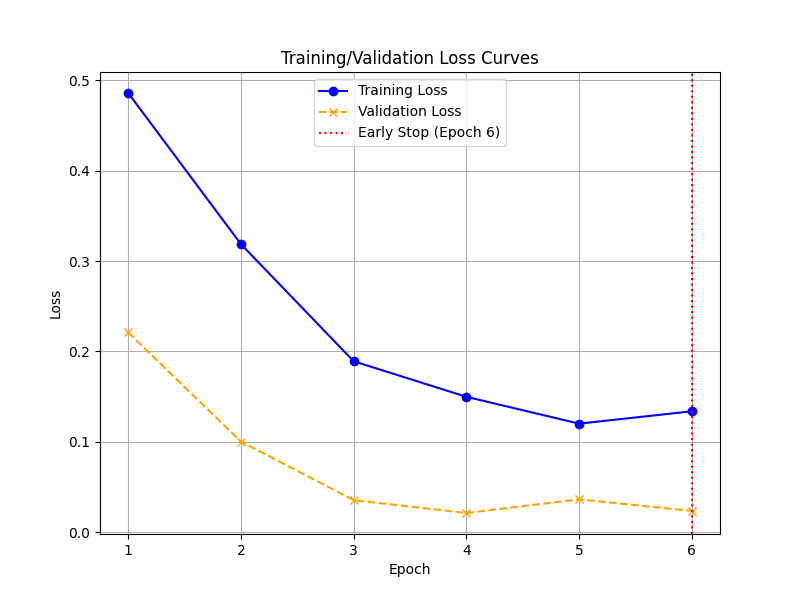 Training/Validation Loss Curves
Training Loss
Validation Loss
Early Stop (Epoch 6)
0.5
0.4
0.3
0.2
0.1
0.0
Loss
1 2 3 4 5 6
Epoch